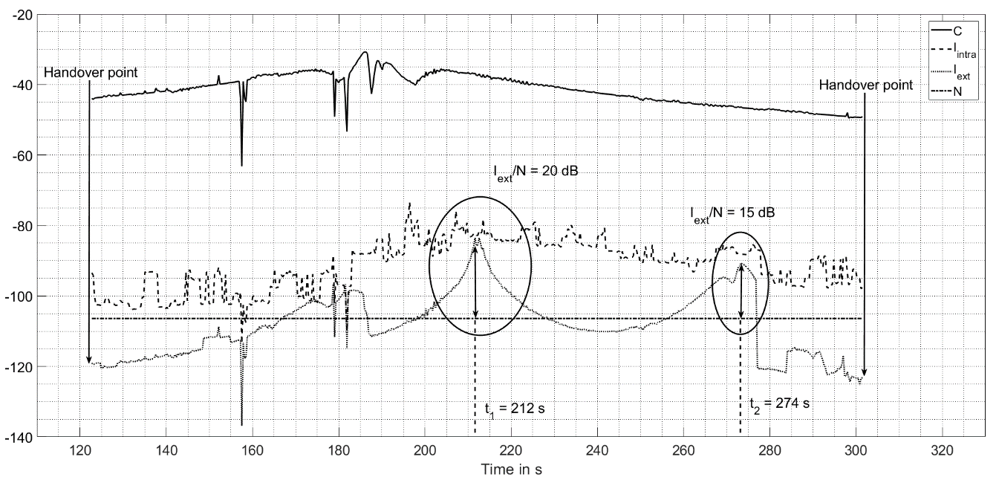 -20
-40
-60
-80
-100
-120
-140
Handover point
Handover point
C
I_intra
I_ext
N
I_ext/N = 20 dB
I_ext/N = 15 dB
t_1 = 212 s
t_2 = 274 s
120 140 160 180 200 220 240 260 280 300 320
Time in s